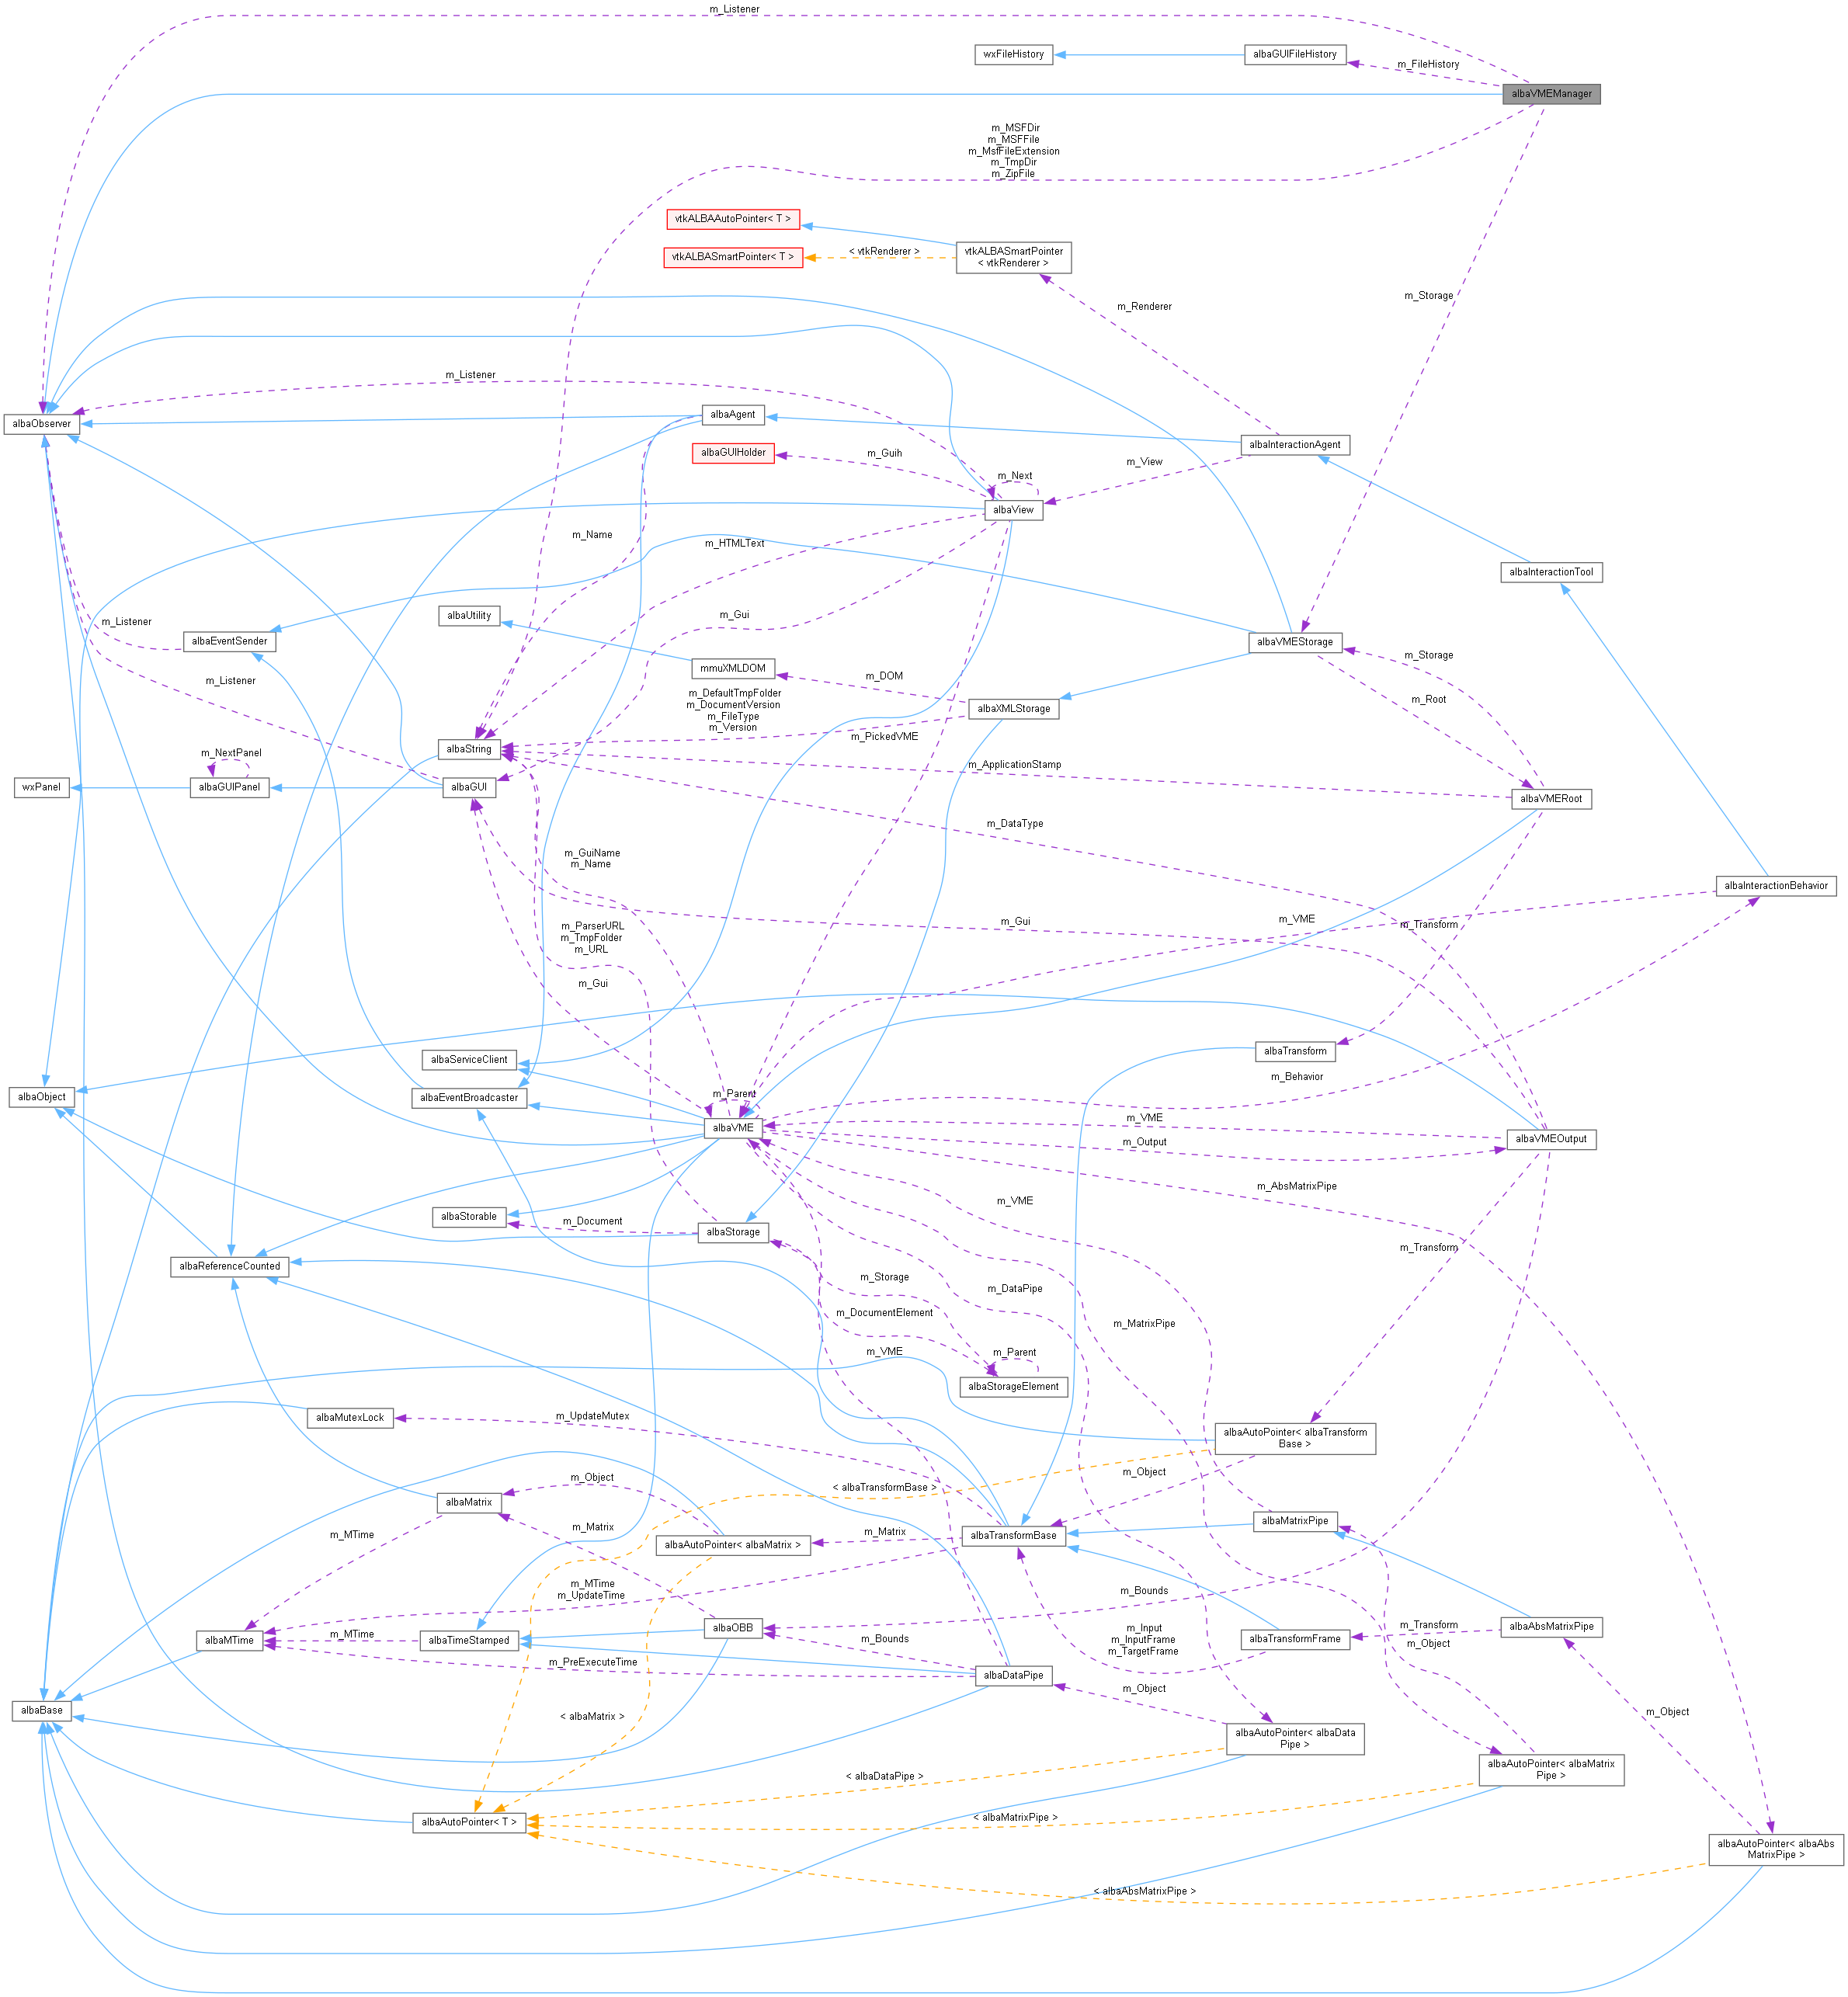 m_Listener
wxFileHistory
albaGUIFileHistory
m_FileHistory
albaVMEManager
m_MSFDir
m_MSFFile
m_MsfFileExtension
m_TmpDir
m_ZipFile
vtkALBAAutoPointer< T >
vtkALBASmartPointer< T >
< vtkRenderer >
vtkALBASmartPointer
< vtkRenderer >
m_Storage
m_Renderer
m_Listener
albaAgent
albaObserver
albaInteractionAgent
albaGUIHolder
m_Guih
m_View
m_Next
albaView
m_Name
m_HTMLText
albaInteractionTool
albaUtility
m_Gui
m_Listener
albaEventSender
albaVMEStorage
m_Storage
mmuXMLDOM
m_DOM
m_Listener
m_DefaultTmpFolder
m_DocumentVersion
m_FileType
m_Version
albaXMLStorage
m_Root
albaString
m_PickedVME
m_NextPanel
m_ApplicationStamp
wxPanel
albaGUIPanel
albaGUI
albaVMERoot
m_DataType
m_GuiName
m_Name
albaInteractionBehavior
m_Gui
m_VME
m_Transform
m_ParserURL
m_TmpFolder
m_URL
m_Gui
albaServiceClient
albaTransform
m_Behavior
albaObject
albaEventBroadcaster
m_Parent
albaVME
m_VME
m_Output
albaVMEOutput
m_AbsMatrixPipe
m_VME
albaStorable
m_Document
albaStorage
m_Transform
albaReferenceCounted
m_Storage
m_DataPipe
m_DocumentElement
m_MatrixPipe
m_VME
m_Parent
albaStorageElement
albaMutexLock
m_UpdateMutex
albaAutoPointer< albaTransform
Base >
m_Object
m_Object
< albaTransformBase >
albaMatrix
m_MTime
m_Matrix
albaAutoPointer< albaMatrix >
m_Matrix
albaTransformBase
albaMatrixPipe
m_MTime
m_UpdateTime
m_Bounds
albaMTime
m_MTime
albaTimeStamped
albaOBB
m_Bounds
m_Input
m_InputFrame
m_TargetFrame
albaTransformFrame
m_Transform
albaAbsMatrixPipe
m_Object
m_PreExecuteTime
albaDataPipe
m_Object
albaBase
< albaMatrix >
albaAutoPointer< albaData
Pipe >
m_Object
albaAutoPointer< albaMatrix
Pipe >
< albaDataPipe >
albaAutoPointer< T >
< albaMatrixPipe >
albaAutoPointer< albaAbs
MatrixPipe >
< albaAbsMatrixPipe >